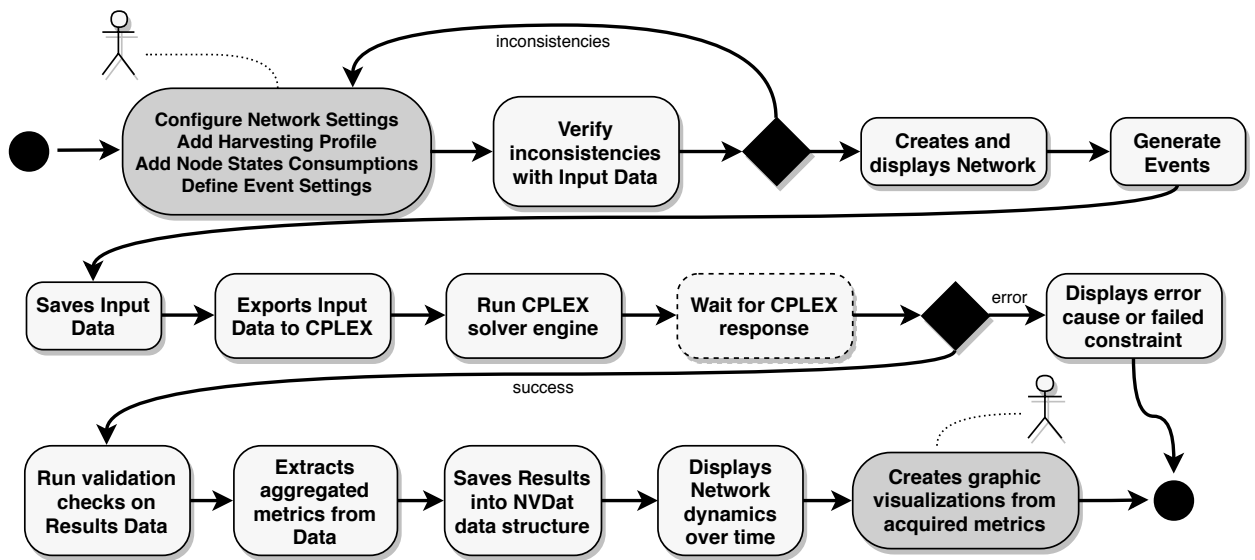 inconsistencies
Configure Network Settings
Add Harvesting Profile
Add Node States Consumptions
Define Event Settings
Verify
inconsistencies
with Input Data
Creates and
displays Network
Generate
Events
Saves Input
Data
Exports Input
Data to CPLEX
Run CPLEX
solver engine
Wait for CPLEX
response
error
Displays error
cause or failed
constraint
success
Run validation
checks on
Results Data
Extracts
aggregated
metrics from
Data
Saves Results
into NVDat
data structure
Displays
Network
dynamics
over time
Creates graphic
visualizations from
acquired metrics